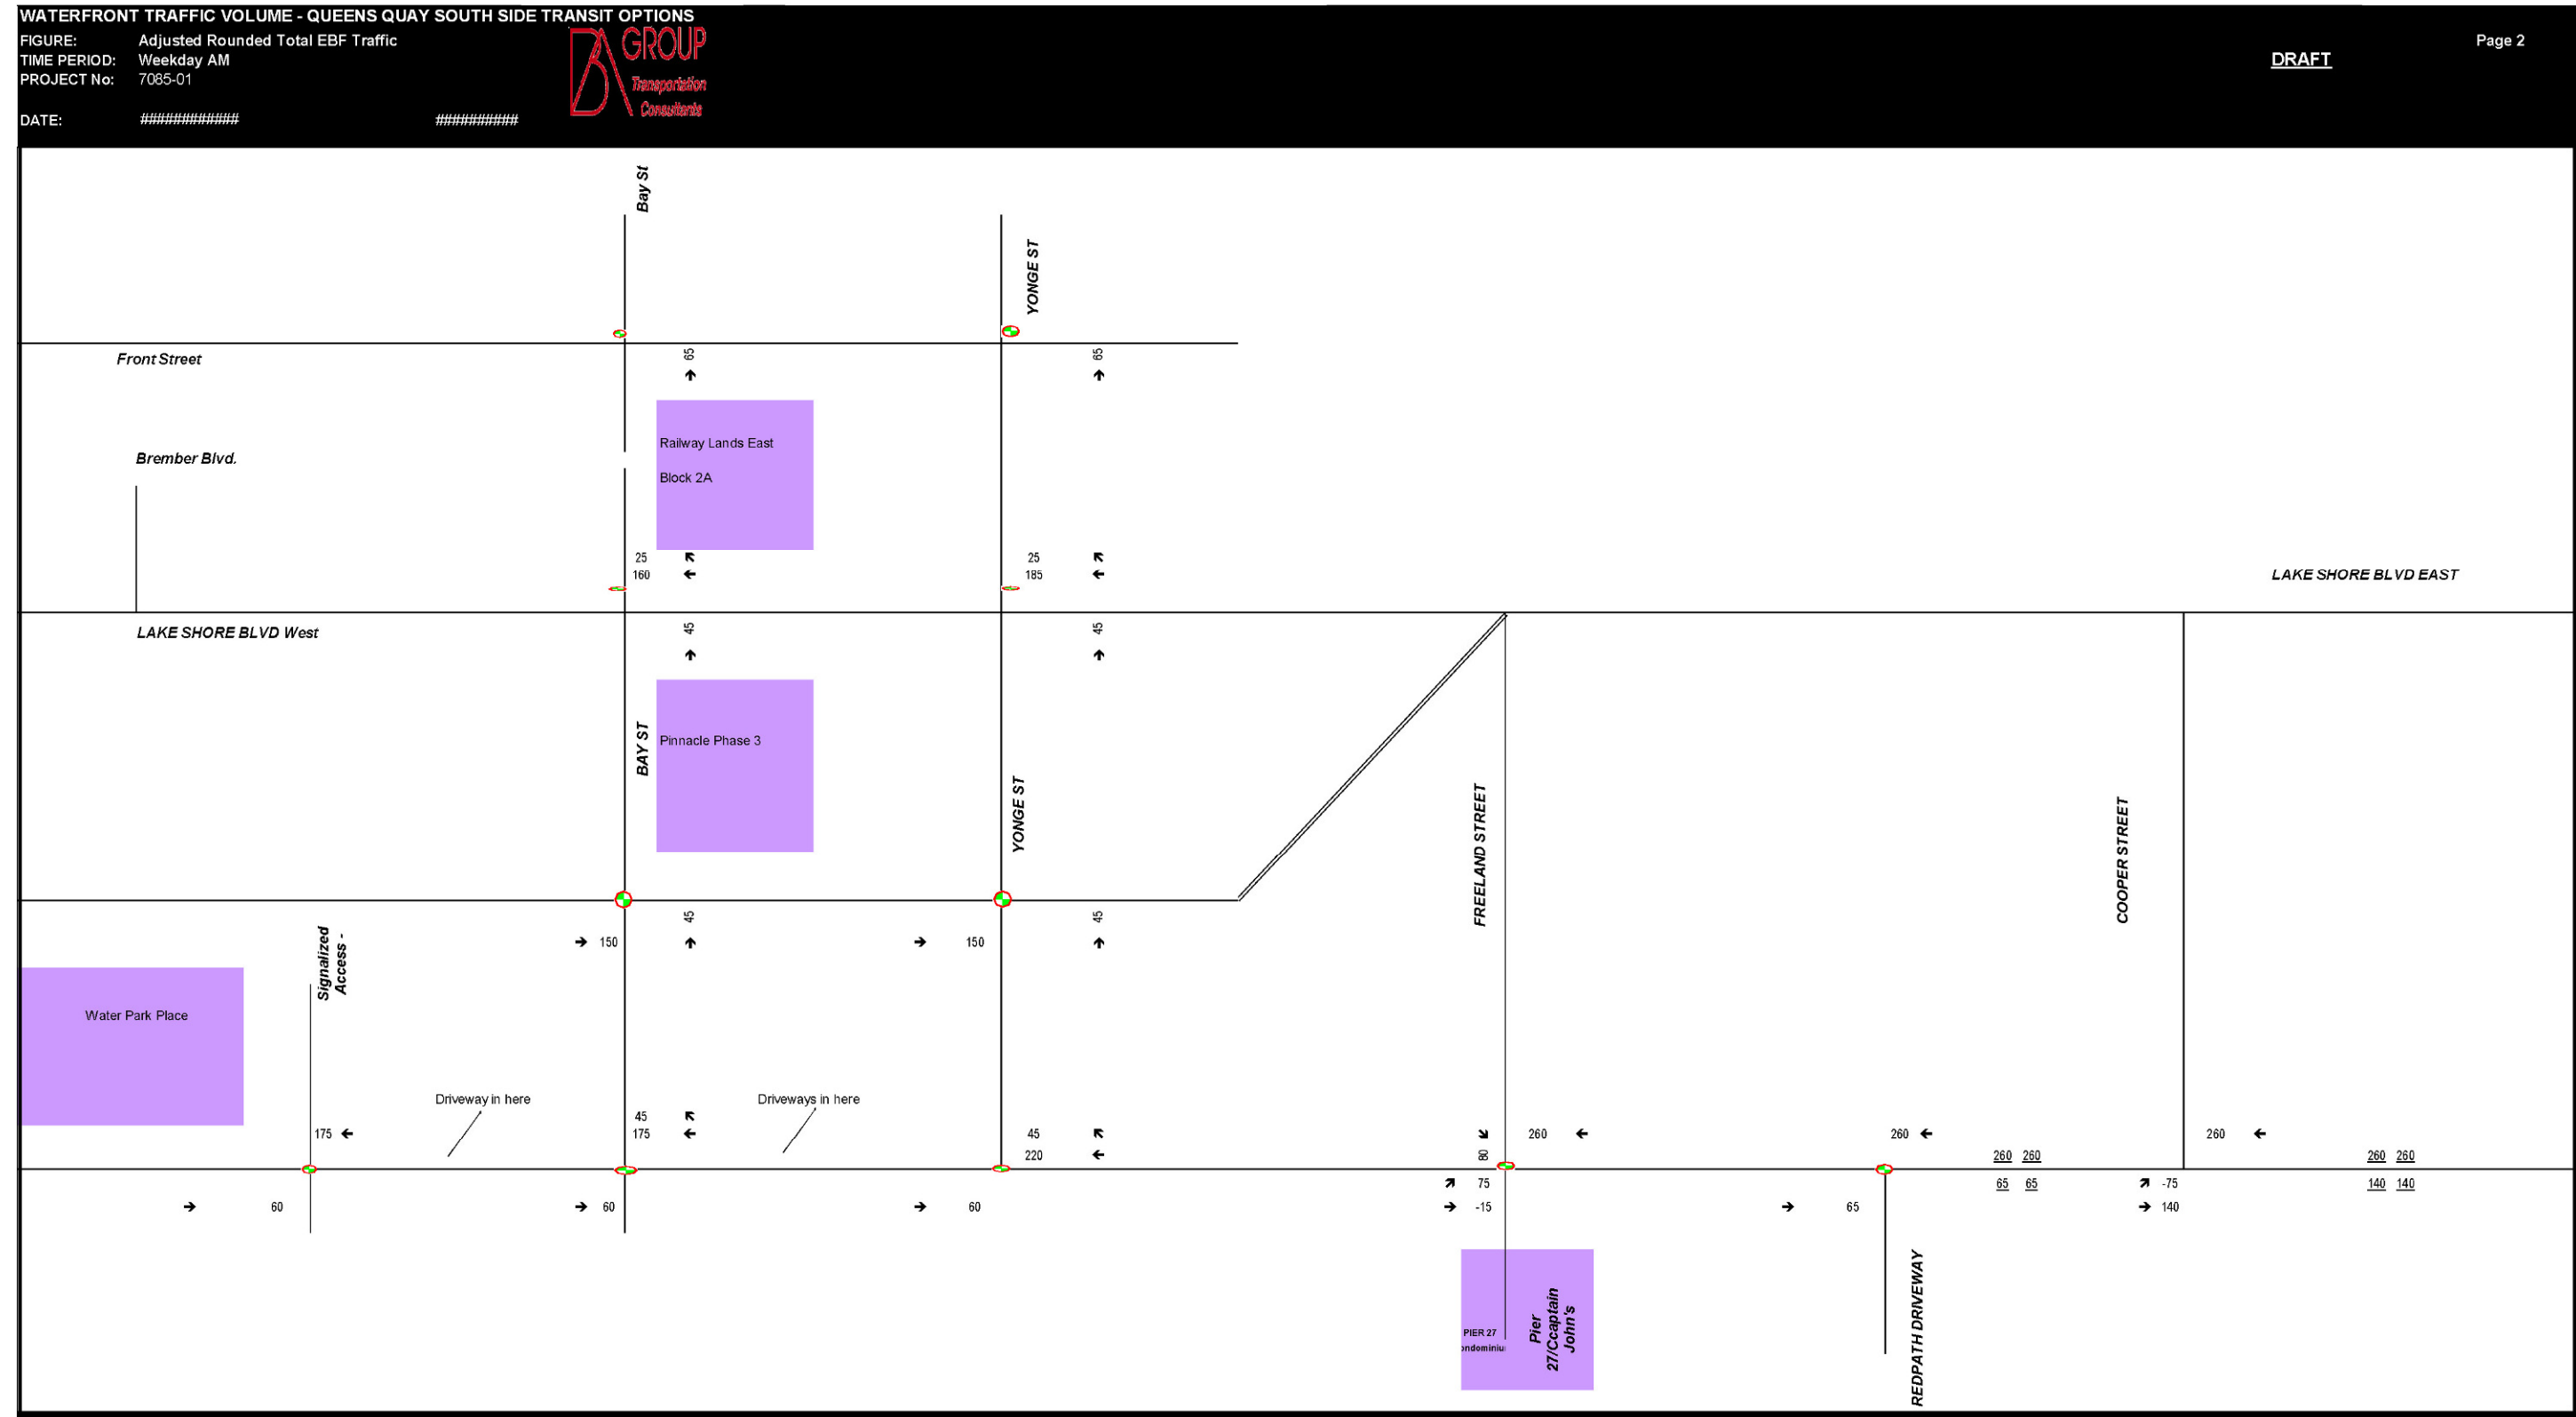 WATERFRONT TRAFFIC VOLUME - QUEENS QUAY SOUTH SIDE TRANSIT OPTIONS
FIGURE: Adjusted Rounded Total EBF Traffic
TIME PERIOD: Weekday AM
PROJECT No: 7085-01
DATE: ############ ##########
BA GROUP
Transportation
Consultants
DRAFT
Page 2
Bay St
YONGE ST
Front Street
65
65
Brember Blvd.
Railway Lands East
Block 2A
25
160
25
185
LAKE SHORE BLVD EAST
LAKE SHORE BLVD West
45
45
BAY ST
Pinnacle Phase 3
YONGE ST
FREELAND STREET
COOPER STREET
45
45
150
150
Signalized
Access -
Water Park Place
Driveway in here
Driveways in here
175
45
175
45
220
80
260
260
260
260 260
260 260
75
-15
65 65
-75
140
140 140
60
60
60
65
PIER 27
ondominiu
Pier
27/Ccaptain
John's
REDPATH DRIVEWAY